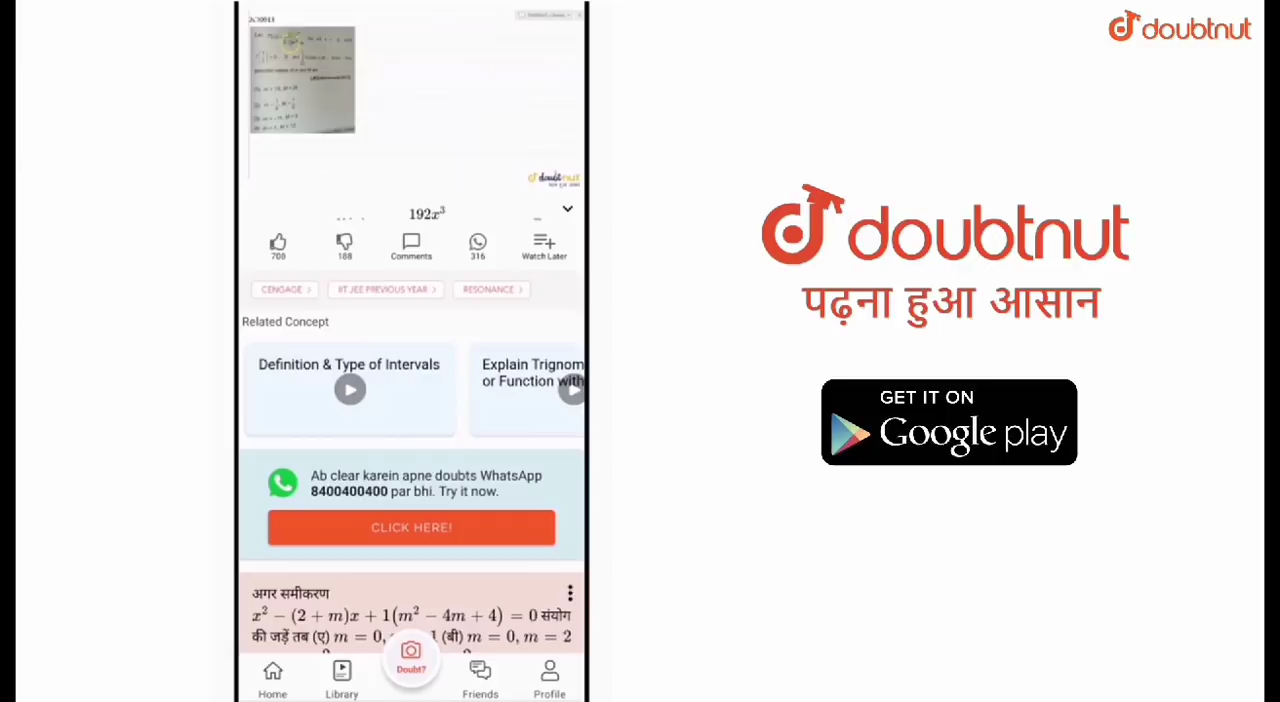 doubtnut
doubtnut
192x³
708
188
Comments
316
Watch Later
CENGAGE >
IIT JEE PREVIOUS YEAR >
RESONANCE >
Related Concept
Definition & Type of Intervals
Explain Trignom
or Function with
Ab clear karein apne doubts WhatsApp
8400400400 par bhi. Try it now.
CLICK HERE!
अगर समीकरण
x² − (2 + m)x + 1(m² − 4m + 4) = 0 संयोग
की जड़ें तब (ए) m = 0, 1 (बी) m = 0, m = 2
Doubt?
Home
Library
Friends
Profile
doubtnut
पढ़ना हुआ आसान
GET IT ON
Google play